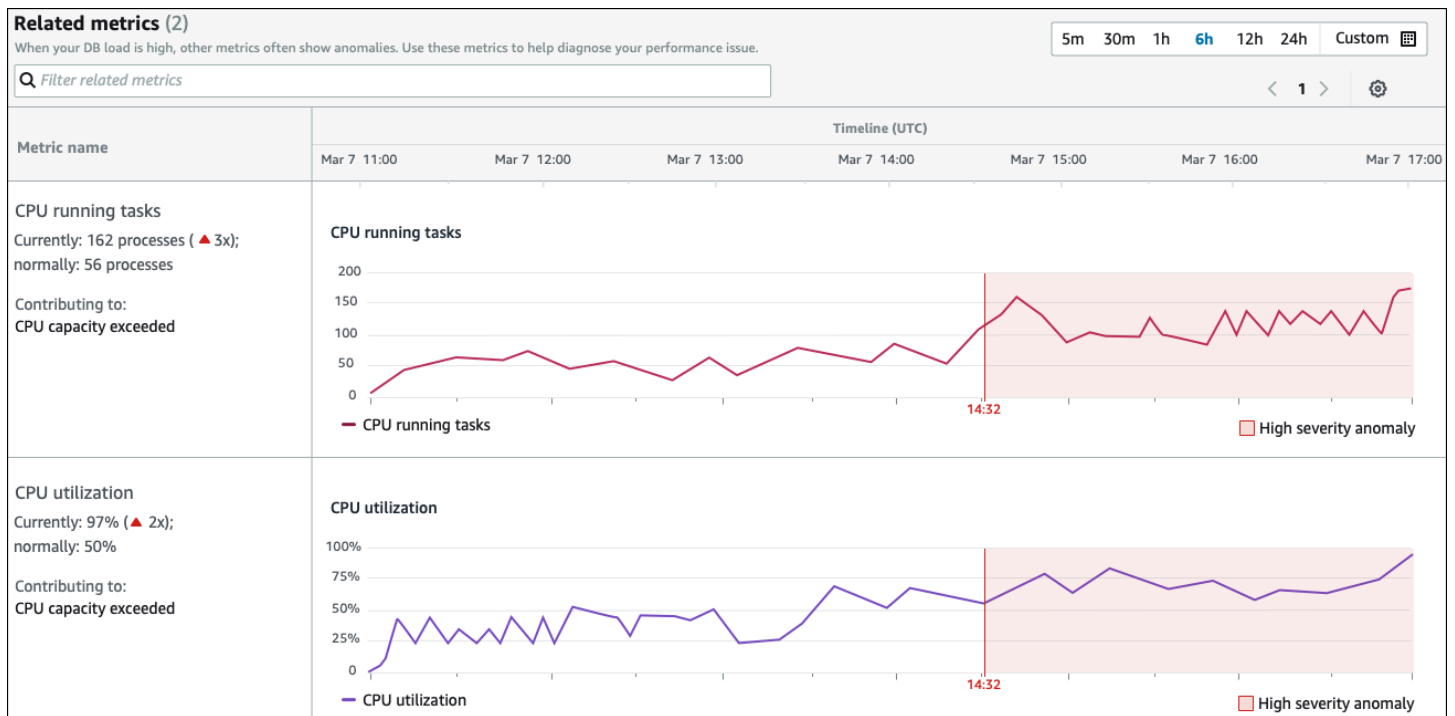 Related metrics (2)
When your DB load is high, other metrics often show anomalies. Use these metrics to help diagnose your performance issue.
5m 30m 1h 6h 12h 24h Custom
Filter related metrics
1
Metric name
Timeline (UTC)
Mar 7 11:00 Mar 7 12:00 Mar 7 13:00 Mar 7 14:00 Mar 7 15:00 Mar 7 16:00 Mar 7 17:00
CPU running tasks
Currently: 162 processes ( ▲ 3x);
normally: 56 processes
Contributing to:
CPU capacity exceeded
CPU running tasks
200
150
100
50
0
14:32
CPU running tasks
High severity anomaly
CPU utilization
Currently: 97% (▲ 2x);
normally: 50%
Contributing to:
CPU capacity exceeded
CPU utilization
100%
75%
50%
25%
0
14:32
CPU utilization
High severity anomaly